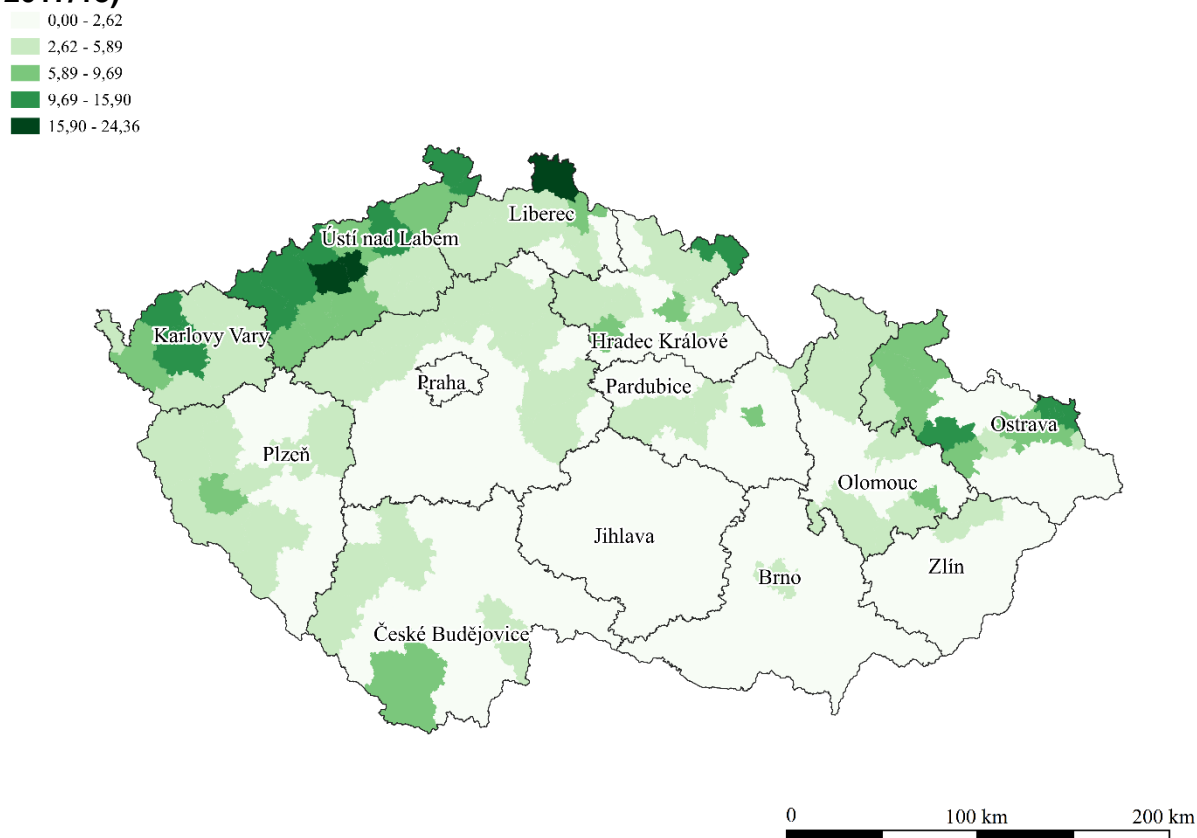 2017/18)
0,00 - 2,62
2,62 - 5,89
5,89 - 9,69
9,69 - 15,90
15,90 - 24,36
Liberec
Ústí nad Labem
Karlovy Vary
Hradec Králové
Praha
Pardubice
Ostrava
Plzeň
Olomouc
Jihlava
Zlín
Brno
České Budějovice
0 100 km 200 km